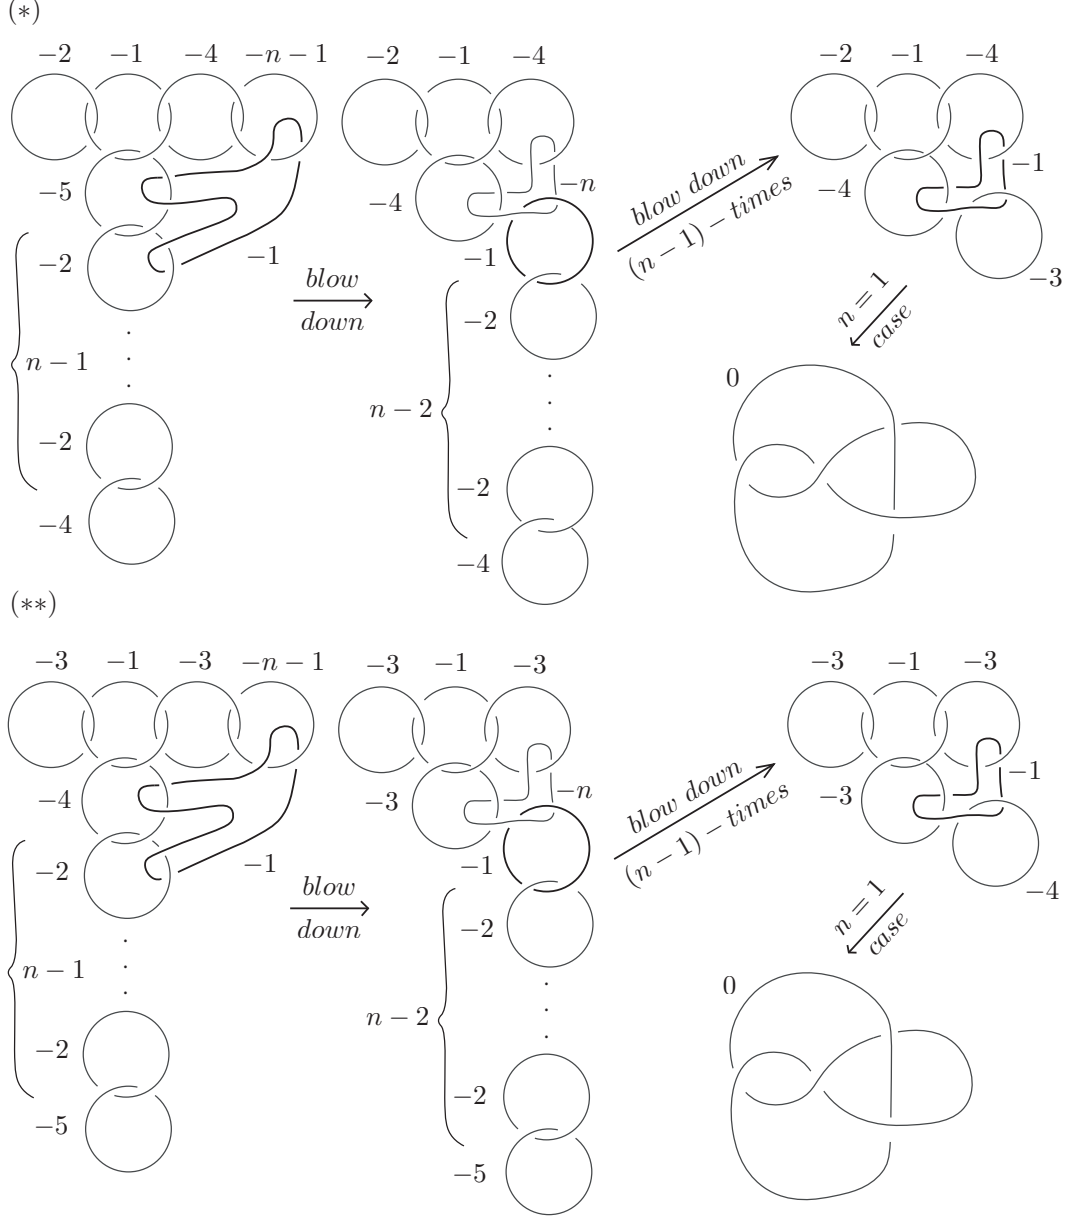 (∗)
−2 −1 −4 −n − 1
−2 −1 −4
−2 −1 −4
−5
−4
−n
blow down
(n − 1) − times
−4
−1
−2
−1
−1
−3
blow
down
n = 1
case
n − 1
−2
n − 2
0
−2
−2
−4
−4
(∗∗)
−3 −1 −3 −n − 1
−3 −1 −3
−3 −1 −3
−4
−3
−n
blow down
(n − 1) − times
−3
−1
−2
−1
−1
−4
blow
down
n = 1
case
n − 1
−2
n − 2
0
−2
−2
−5
−5